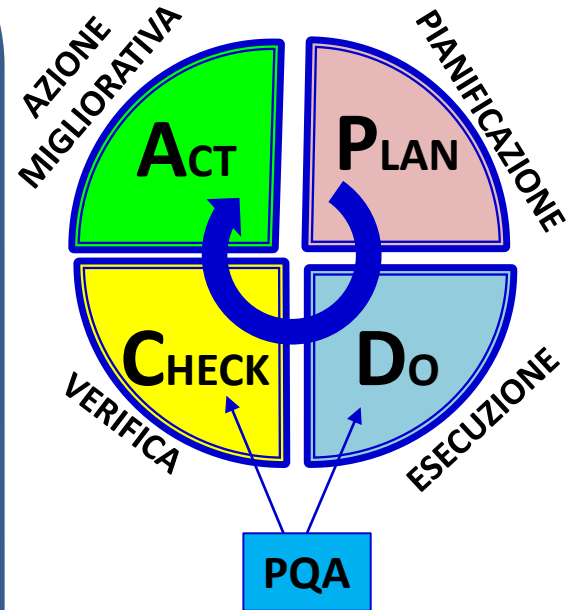 AZIONE
MIGLIORATIVA
PIANIFICAZIONE
ACT
PLAN
CHECK
DO
VERIFICA
ESECUZIONE
PQA